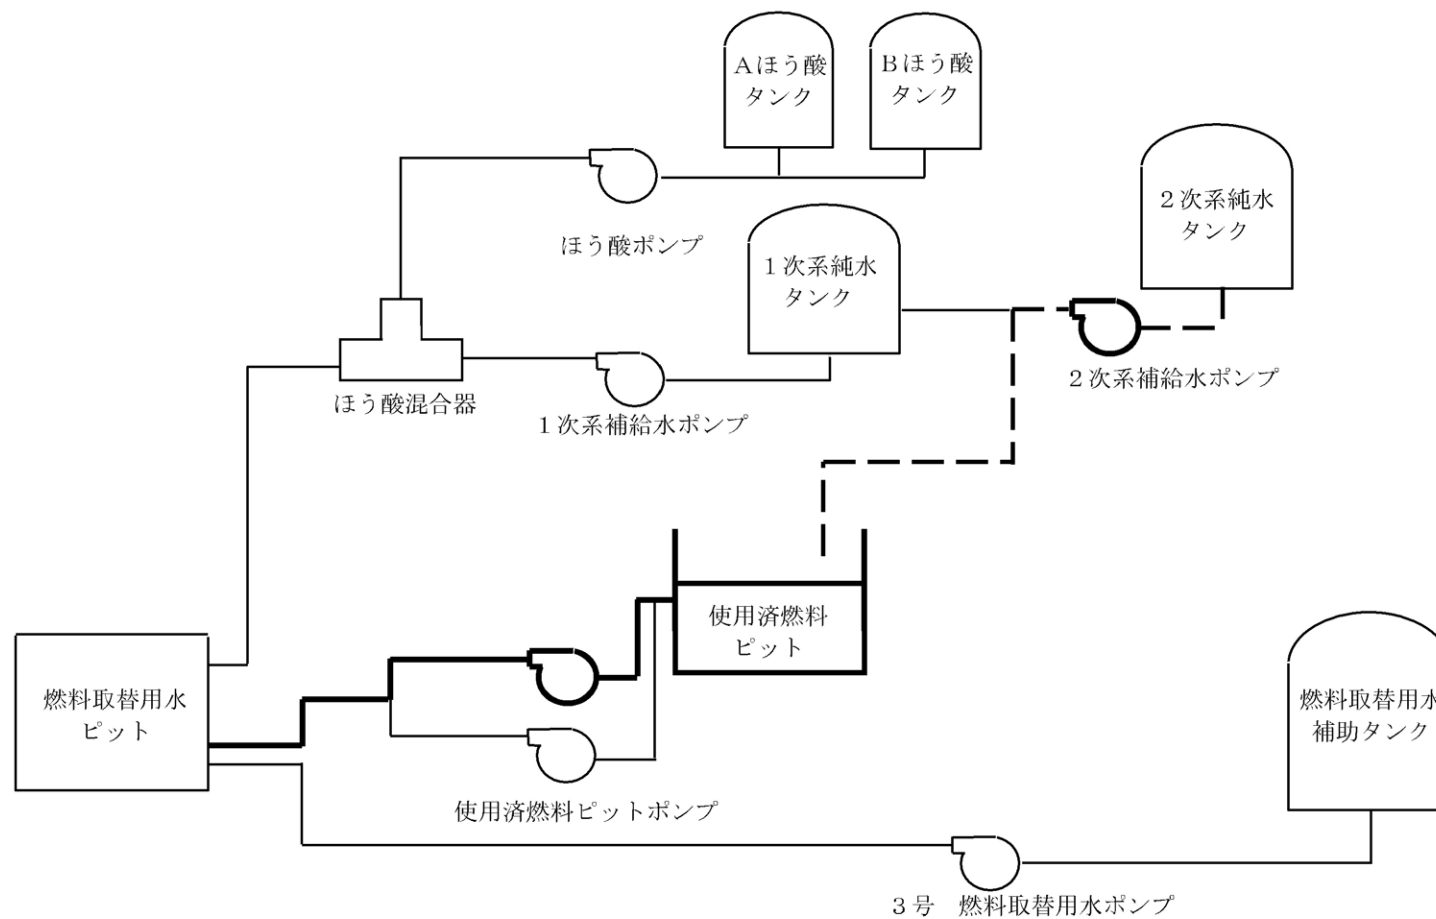 Ａほう酸
タンク
Ｂほう酸
タンク
２次系純水
タンク
ほう酸ポンプ
１次系純水
タンク
２次系補給水ポンプ
ほう酸混合器
１次系補給水ポンプ
使用済燃料
ピット
燃料取替用水
ピット
燃料取替用水
補助タンク
使用済燃料ピットポンプ
３号　燃料取替用水ポンプ